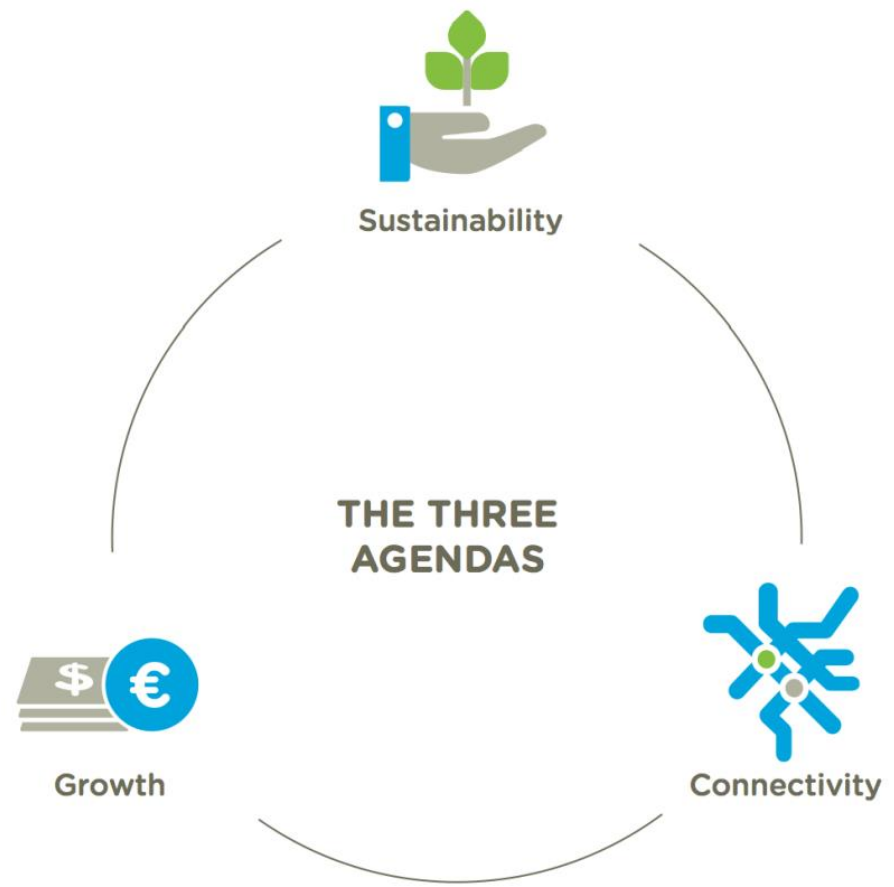 Sustainability
THE THREE
AGENDAS
$ €
Growth
Connectivity